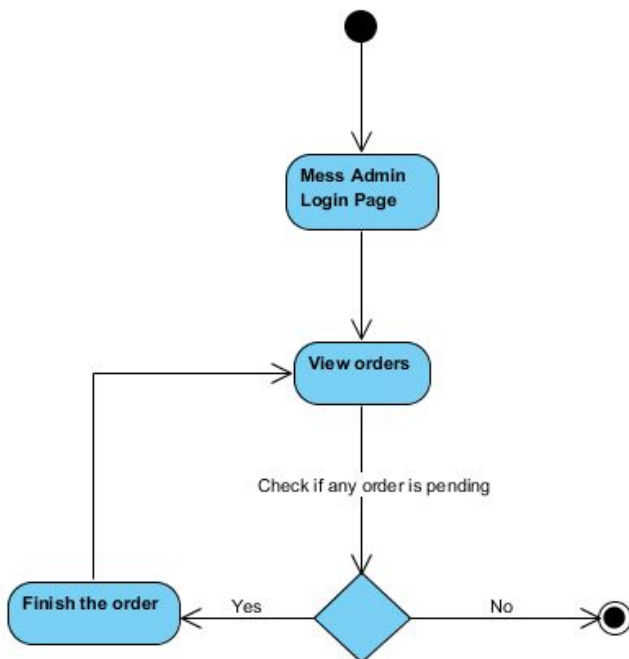 Mess Admin
Login Page
View orders
Check if any order is pending
Finish the order
Yes
No